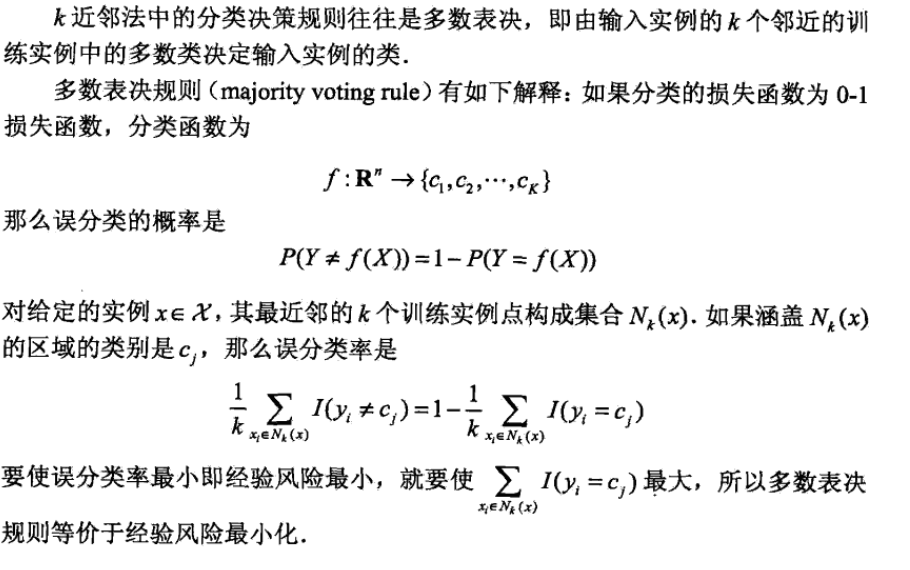 k 近邻法中的分类决策规则往往是多数表决，即由输入实例的 k 个邻近的训
练实例中的多数类决定输入实例的类．
多数表决规则（majority voting rule）有如下解释：如果分类的损失函数为 0-1
损失函数，分类函数为
f : Rⁿ → {c₁, c₂, ⋯, c_K}
那么误分类的概率是
P(Y ≠ f(X)) = 1 − P(Y = f(X))
对给定的实例 x ∈ 𝒳，其最近邻的 k 个训练实例点构成集合 N_k(x)．如果涵盖 N_k(x)
的区域的类别是 c_j，那么误分类率是
\frac{1}{k} \sum_{x_i \in N_k(x)} I(y_i ≠ c_j) = 1 − \frac{1}{k} \sum_{x_i \in N_k(x)} I(y_i = c_j)
要使误分类率最小即经验风险最小，就要使 \sum_{x_i \in N_k(x)} I(y_i = c_j) 最大，所以多数表决
规则等价于经验风险最小化．